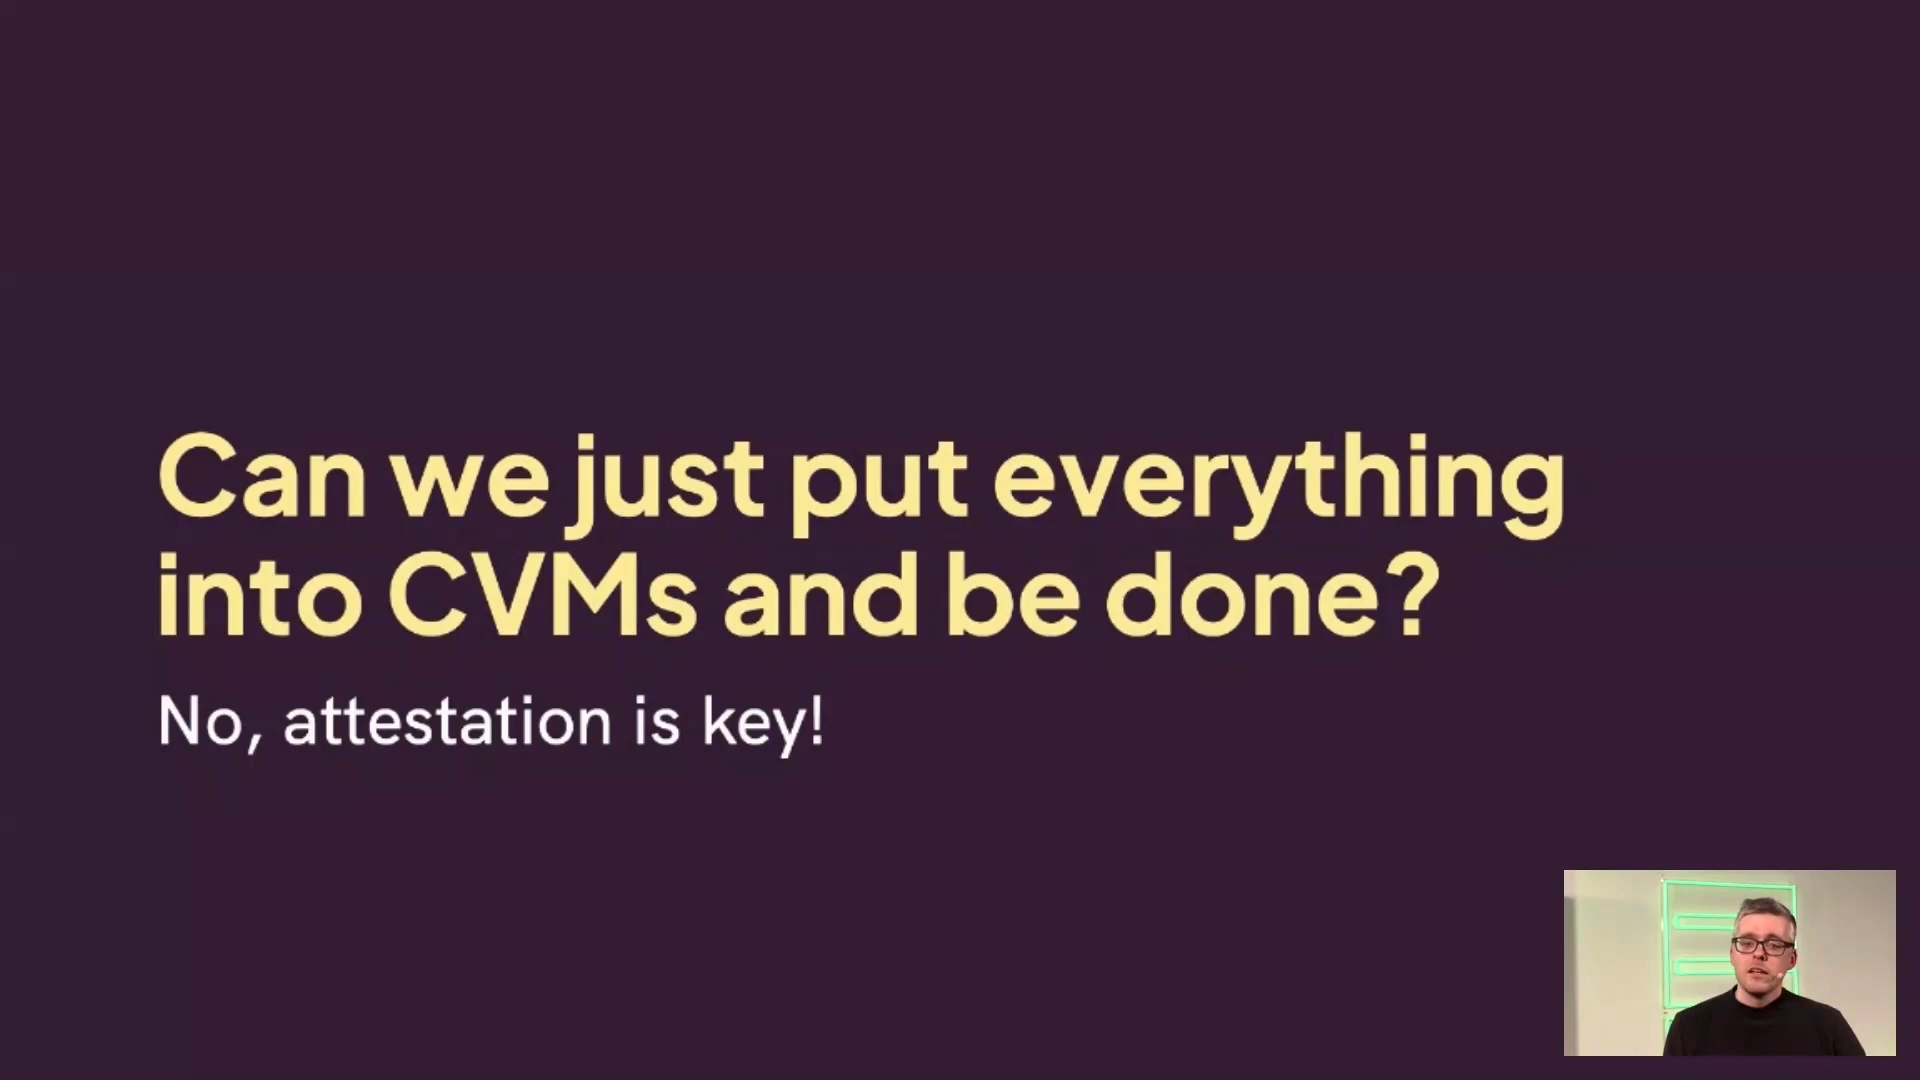 Can we just put everything
into CVMs and be done?
No, attestation is key!